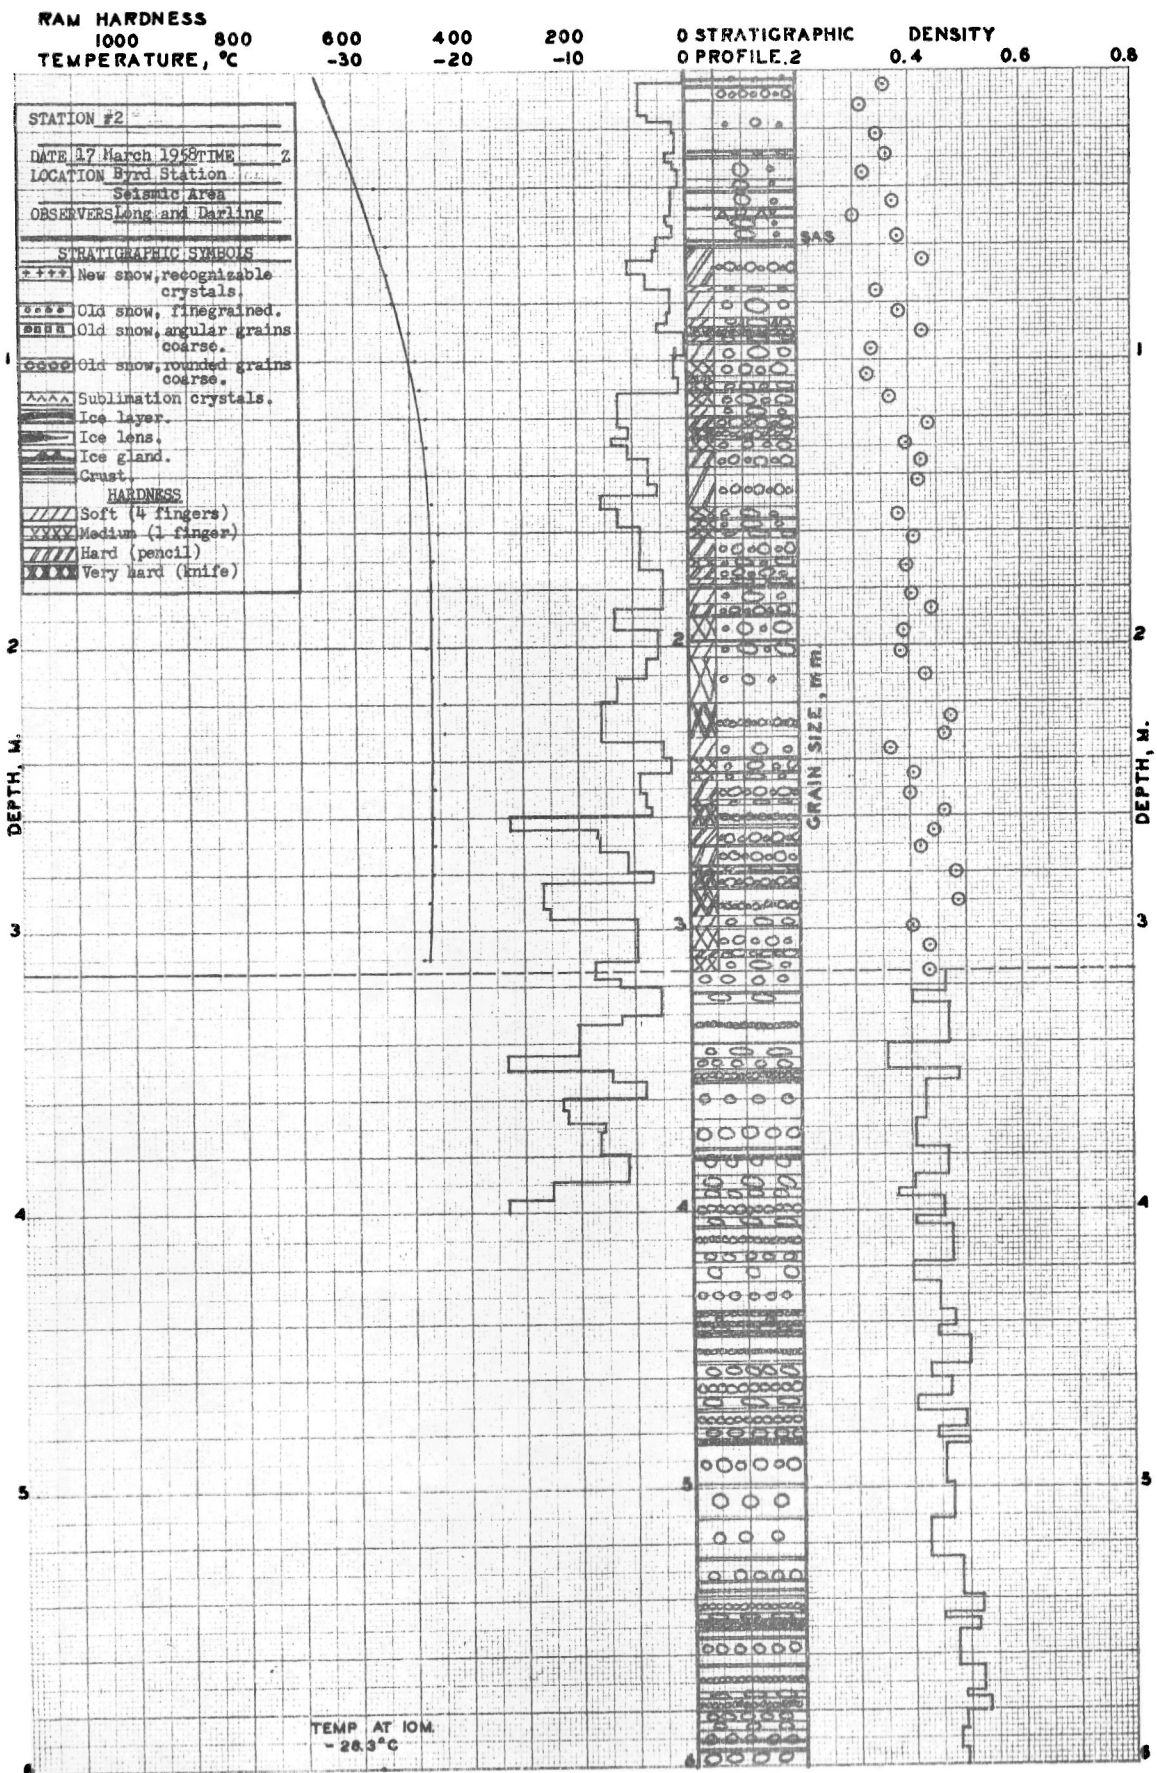 RAM HARDNESS
1000 800 600 400 200 0 STRATIGRAPHIC DENSITY
TEMPERATURE, °C -30 -20 -10 0 PROFILE.2 0.4 0.6 0.8
STATION #2
DATE 17 March 1958 TIME Z
LOCATION Byrd Station
Seismic Area
OBSERVERS Long and Darling
STRATIGRAPHIC SYMBOLS
New snow, recognizable
crystals.
Old snow, finegrained.
Old snow, angular grains
coarse.
Old snow, rounded grains
coarse.
Sublimation crystals.
Ice layer.
Ice lens.
Ice gland.
Crust.
HARDNESS
Soft (4 fingers)
Medium (1 finger)
Hard (pencil)
Very hard (knife)
SAS
1 1
2 2 2
DEPTH, M.
GRAIN SIZE, mm.
DEPTH, M.
3 3 3
4 4 4
5 5 5
TEMP AT 10M.
-28.3°C
6 6 6